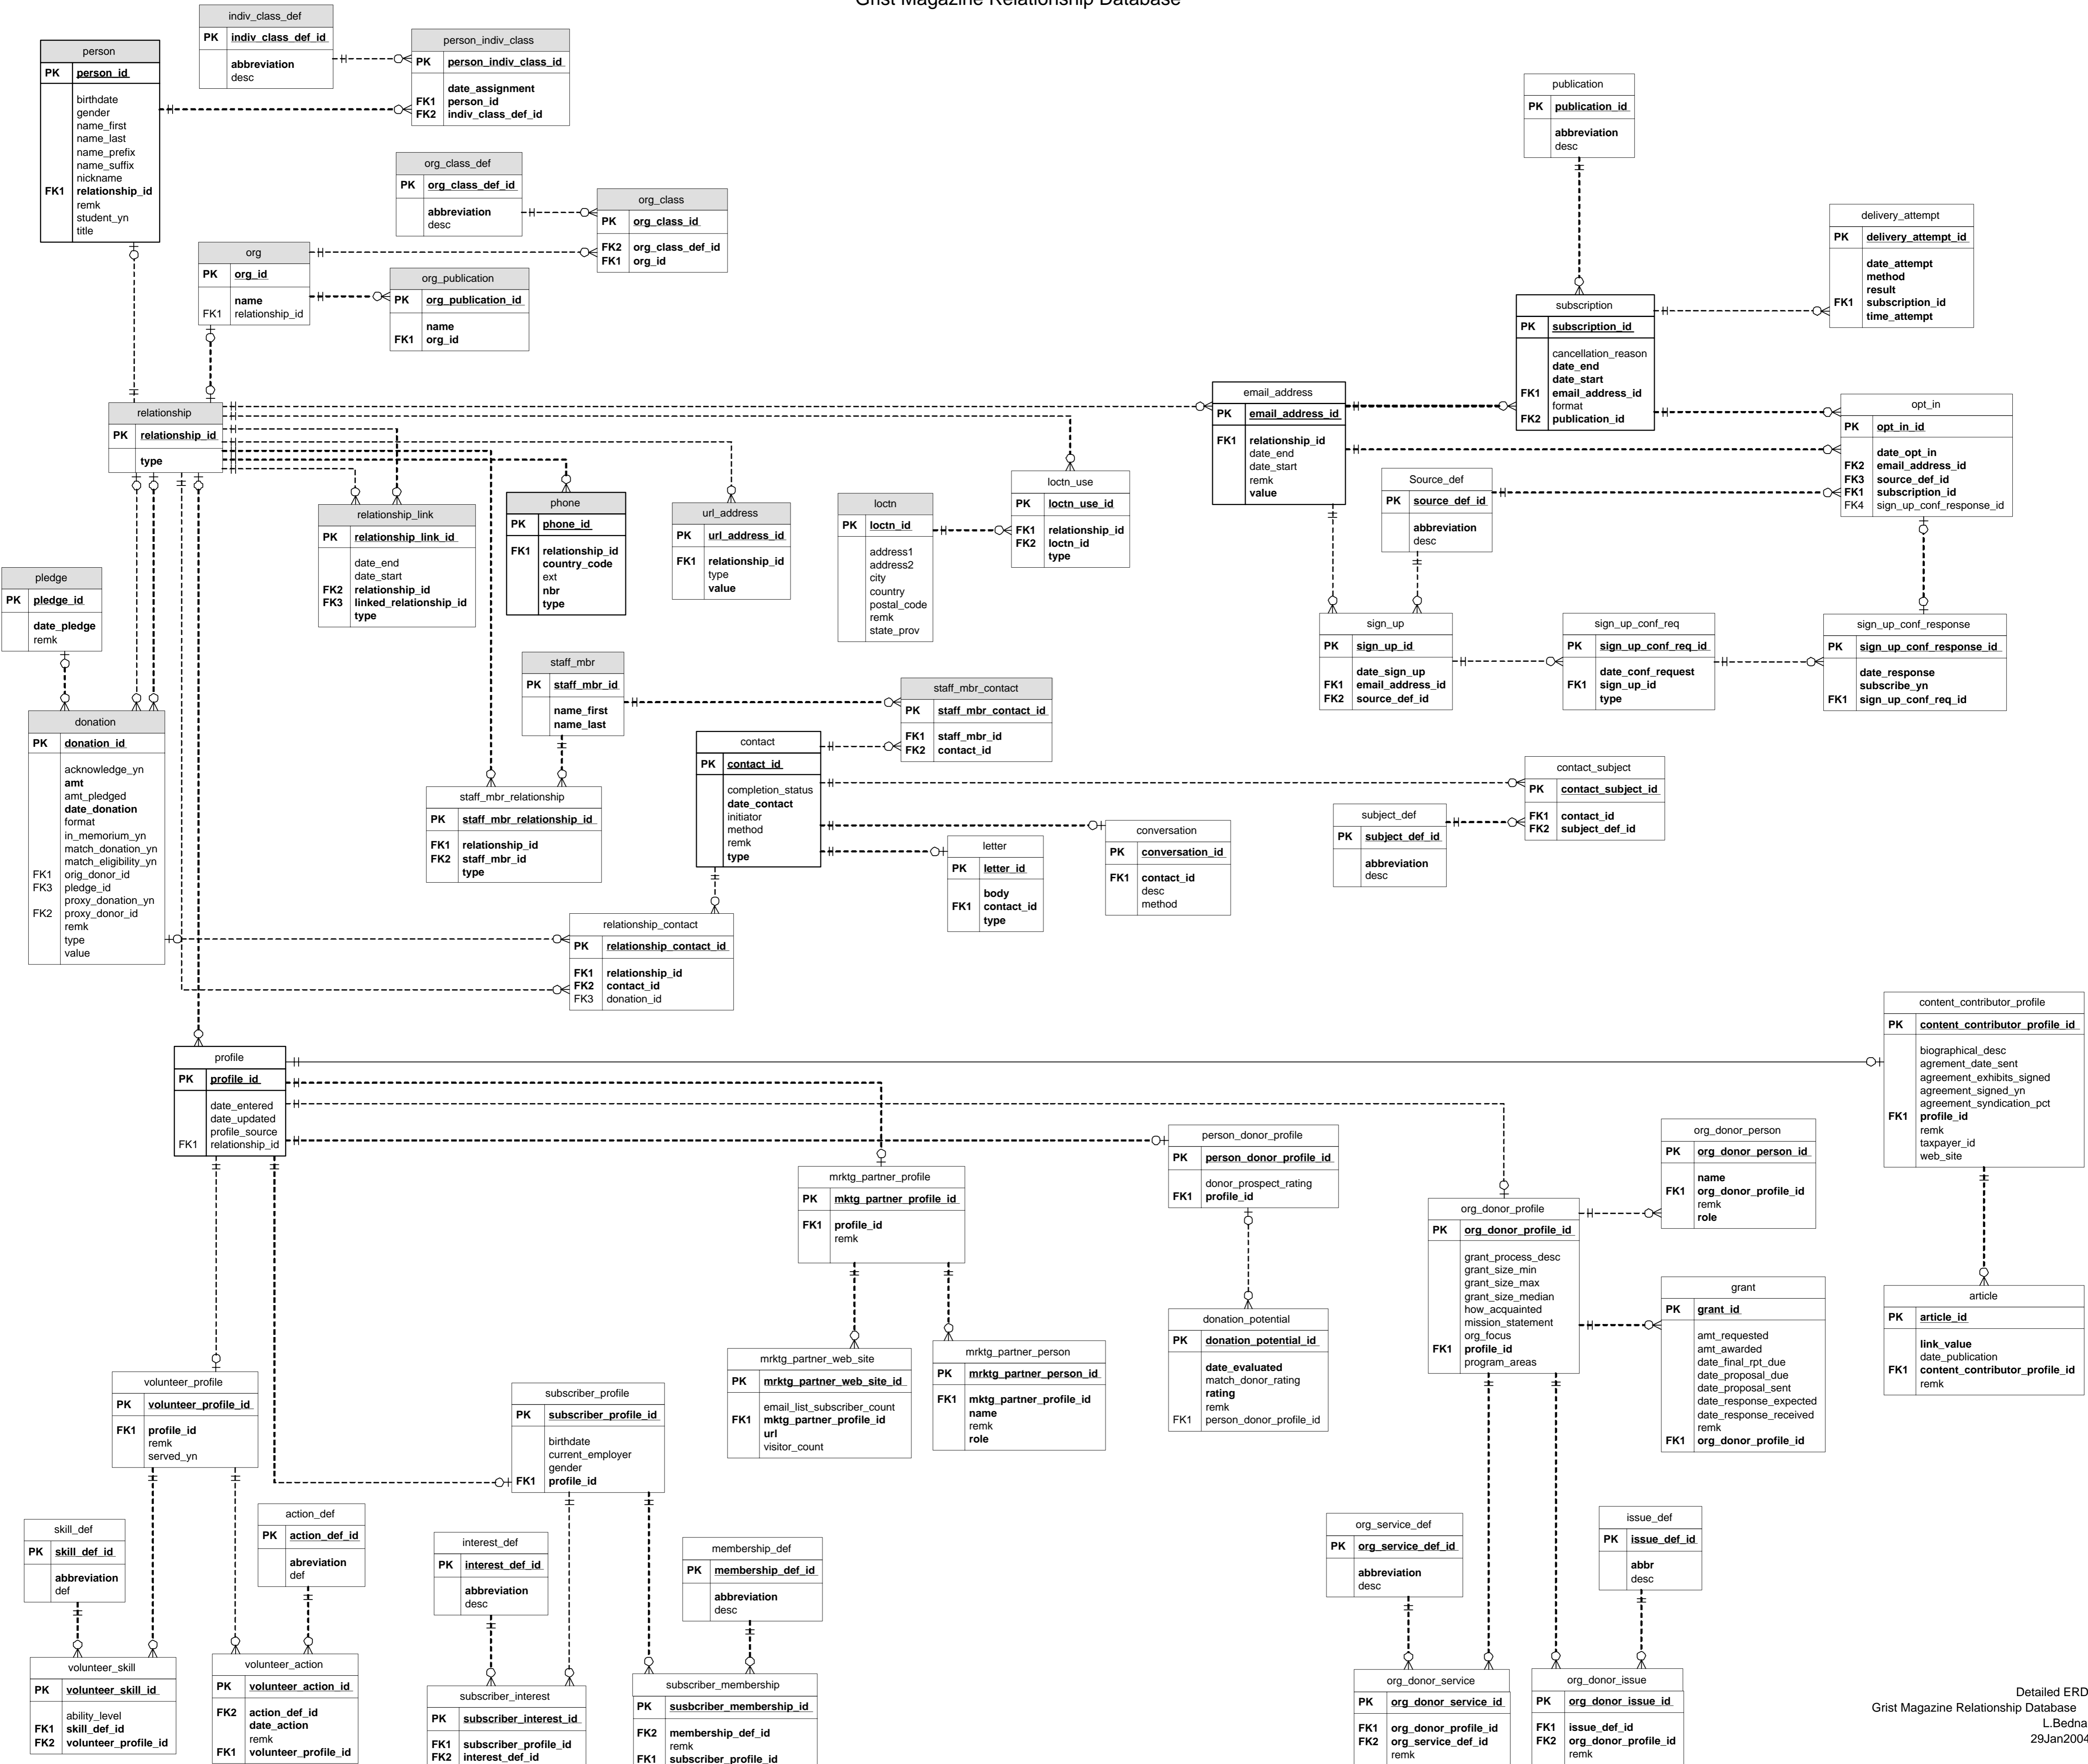 Grist Magazine Relationship Database
indiv_class_def
PK indiv_class_def_id
abbreviation
desc
person_indiv_class
PK person_indiv_class_id
date_assignment
FK1 person_id
FK2 indiv_class_def_id
person
PK person_id
birthdate
gender
name_first
name_last
name_prefix
name_suffix
nickname
FK1 relationship_id
remk
student_yn
title
publication
PK publication_id
abbreviation
desc
org_class_def
PK org_class_def_id
abbreviation
desc
org_class
PK org_class_id
FK2 org_class_def_id
FK1 org_id
delivery_attempt
PK delivery_attempt_id
date_attempt
method
result
FK1 subscription_id
time_attempt
org
PK org_id
name
FK1 relationship_id
org_publication
PK org_publication_id
name
FK1 org_id
subscription
PK subscription_id
cancellation_reason
date_end
date_start
FK1 email_address_id
format
FK2 publication_id
email_address
PK email_address_id
FK1 relationship_id
date_end
date_start
remk
value
opt_in
PK opt_in_id
date_opt_in
FK2 email_address_id
FK3 source_def_id
FK1 subscription_id
FK4 sign_up_conf_response_id
relationship
PK relationship_id
type
Source_def
PK source_def_id
abbreviation
desc
loctn_use
PK loctn_use_id
FK1 relationship_id
FK2 loctn_id
type
loctn
PK loctn_id
address1
address2
city
country
postal_code
remk
state_prov
phone
PK phone_id
FK1 relationship_id
country_code
ext
nbr
type
url_address
PK url_address_id
FK1 relationship_id
type
value
relationship_link
PK relationship_link_id
date_end
date_start
FK2 relationship_id
FK3 linked_relationship_id
type
pledge
PK pledge_id
date_pledge
remk
sign_up
PK sign_up_id
date_sign_up
FK1 email_address_id
FK2 source_def_id
sign_up_conf_req
PK sign_up_conf_req_id
date_conf_request
FK1 sign_up_id
type
sign_up_conf_response
PK sign_up_conf_response_id
date_response
subscribe_yn
FK1 sign_up_conf_req_id
staff_mbr
PK staff_mbr_id
name_first
name_last
staff_mbr_contact
PK staff_mbr_contact_id
FK1 staff_mbr_id
FK2 contact_id
donation
PK donation_id
acknowledge_yn
amt
amt_pledged
date_donation
format
in_memorium_yn
match_donation_yn
match_eligibility_yn
FK1 orig_donor_id
FK3 pledge_id
proxy_donation_yn
FK2 proxy_donor_id
remk
type
value
contact
PK contact_id
completion_status
date_contact
initiator
method
remk
type
contact_subject
PK contact_subject_id
FK1 contact_id
FK2 subject_def_id
staff_mbr_relationship
PK staff_mbr_relationship_id
FK1 relationship_id
FK2 staff_mbr_id
type
subject_def
PK subject_def_id
abbreviation
desc
conversation
PK conversation_id
FK1 contact_id
desc
method
letter
PK letter_id
body
FK1 contact_id
type
relationship_contact
PK relationship_contact_id
FK1 relationship_id
FK2 contact_id
FK3 donation_id
content_contributor_profile
PK content_contributor_profile_id
biographical_desc
agrement_date_sent
agreement_exhibits_signed
agreement_signed_yn
agreement_syndication_pct
FK1 profile_id
remk
taxpayer_id
web_site
profile
PK profile_id
date_entered
date_updated
profile_source
FK1 relationship_id
person_donor_profile
PK person_donor_profile_id
donor_prospect_rating
FK1 profile_id
org_donor_person
PK org_donor_person_id
name
FK1 org_donor_profile_id
remk
role
mrktg_partner_profile
PK mktg_partner_profile_id
FK1 profile_id
remk
org_donor_profile
PK org_donor_profile_id
grant_process_desc
grant_size_min
grant_size_max
grant_size_median
how_acquainted
mission_statement
org_focus
FK1 profile_id
program_areas
grant
PK grant_id
amt_requested
amt_awarded
date_final_rpt_due
date_proposal_due
date_proposal_sent
date_response_expected
date_response_received
remk
FK1 org_donor_profile_id
article
PK article_id
link_value
date_publication
FK1 content_contributor_profile_id
remk
donation_potential
PK donation_potential_id
date_evaluated
match_donor_rating
rating
remk
FK1 person_donor_profile_id
mrktg_partner_web_site
PK mrktg_partner_web_site_id
email_list_subscriber_count
FK1 mktg_partner_profile_id
url
visitor_count
mrktg_partner_person
PK mrktg_partner_person_id
FK1 mktg_partner_profile_id
name
remk
role
volunteer_profile
PK volunteer_profile_id
FK1 profile_id
remk
served_yn
subscriber_profile
PK subscriber_profile_id
birthdate
current_employer
gender
FK1 profile_id
skill_def
PK skill_def_id
abbreviation
def
action_def
PK action_def_id
abreviation
def
interest_def
PK interest_def_id
abbreviation
desc
membership_def
PK membership_def_id
abbreviation
desc
org_service_def
PK org_service_def_id
abbreviation
desc
issue_def
PK issue_def_id
abbr
desc
volunteer_skill
PK volunteer_skill_id
ability_level
FK1 skill_def_id
FK2 volunteer_profile_id
volunteer_action
PK volunteer_action_id
FK2 action_def_id
date_action
remk
FK1 volunteer_profile_id
subscriber_interest
PK subscriber_interest_id
FK1 subscriber_profile_id
FK2 interest_def_id
subscriber_membership
PK susbcriber_membership_id
FK2 membership_def_id
remk
FK1 subscriber_profile_id
org_donor_service
PK org_donor_service_id
FK1 org_donor_profile_id
FK2 org_service_def_id
remk
org_donor_issue
PK org_donor_issue_id
FK1 issue_def_id
FK2 org_donor_profile_id
remk
Detailed ERD
Grist Magazine Relationship Database
L.Bedna
29Jan2004